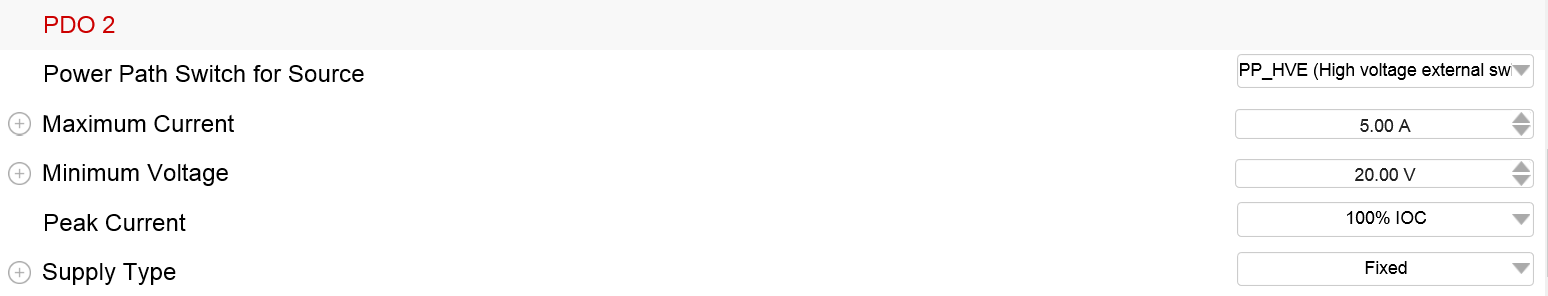 PDO 2
Power Path Switch for Source PP_HVE (High voltage external swi
Maximum Current 5.00 A
Minimum Voltage 20.00 V
Peak Current 100% IOC
Supply Type Fixed